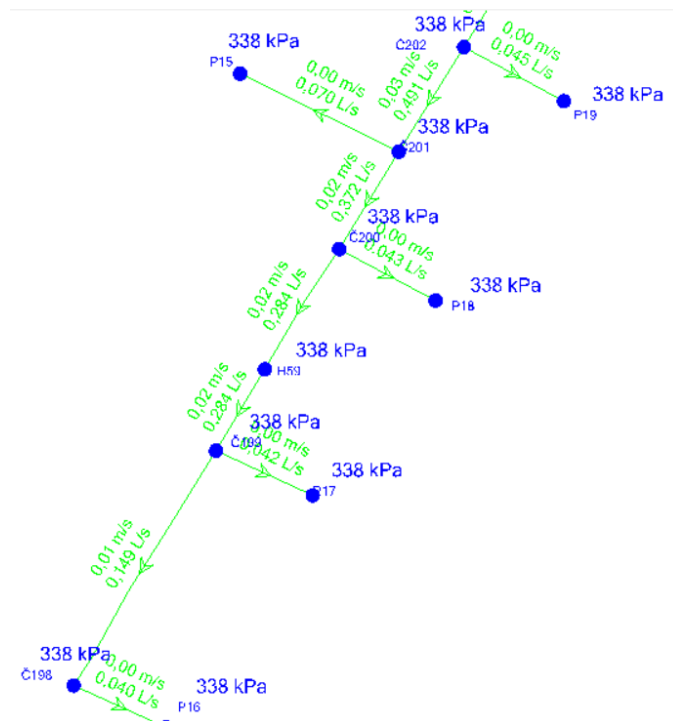 338 kPa
Č202
0,00 m/s
0,045 L/s
338 kPa
P15
338 kPa
P19
0,00 m/s
0,070 L/s
0,03 m/s
0,491 L/s
338 kPa
Č201
0,02 m/s
0,372 L/s
338 kPa
Č200
0,00 m/s
0,043 L/s
338 kPa
P18
0,02 m/s
0,284 L/s
338 kPa
H59
0,02 m/s
0,284 L/s
338 kPa
Č199
0,00 m/s
0,042 L/s
338 kPa
P17
0,01 m/s
0,149 L/s
338 kPa
Č198
0,00 m/s
0,040 L/s
338 kPa
P16